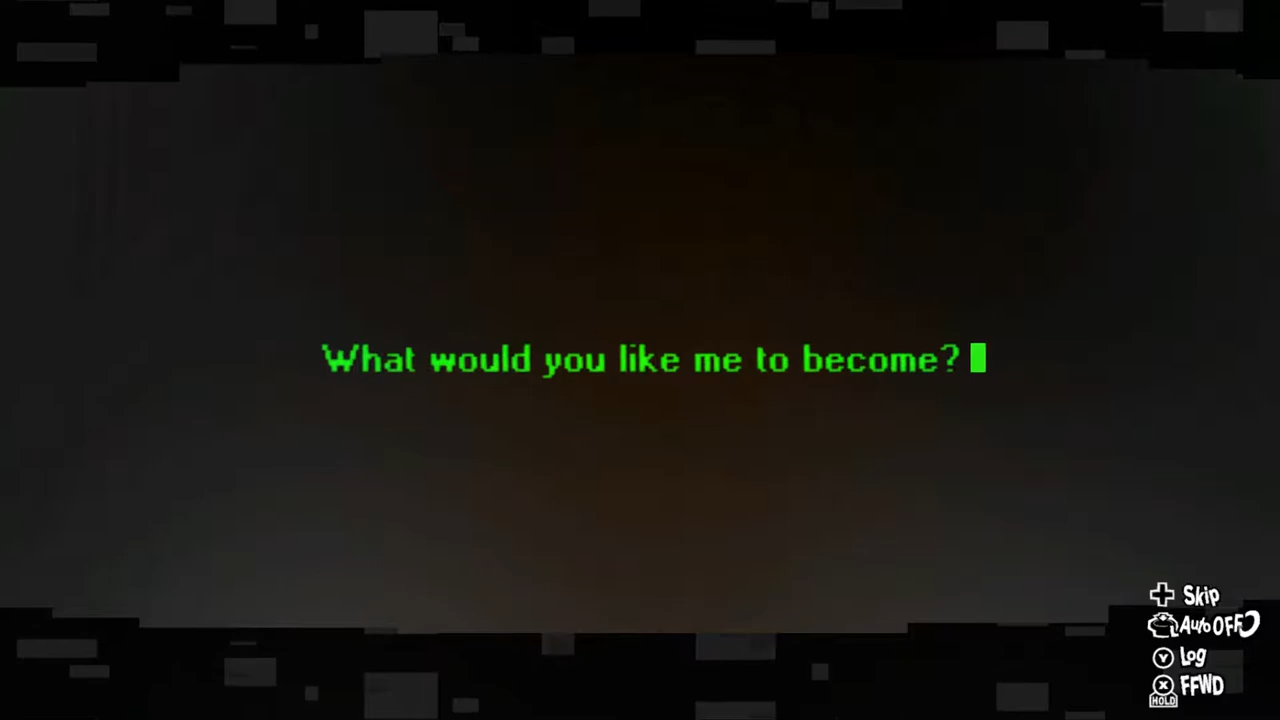 What would you like me to become?
Skip
Auto OFF
Y Log
X HOLD FFWD